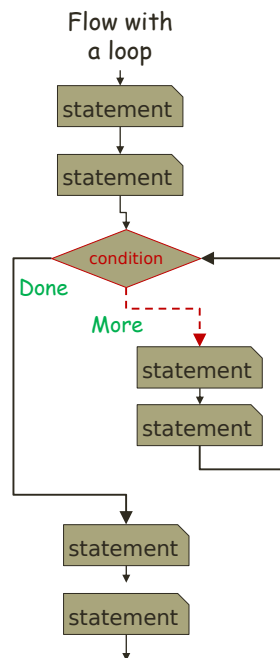 Flow with
a loop
statement
statement
condition
Done
More
statement
statement
statement
statement